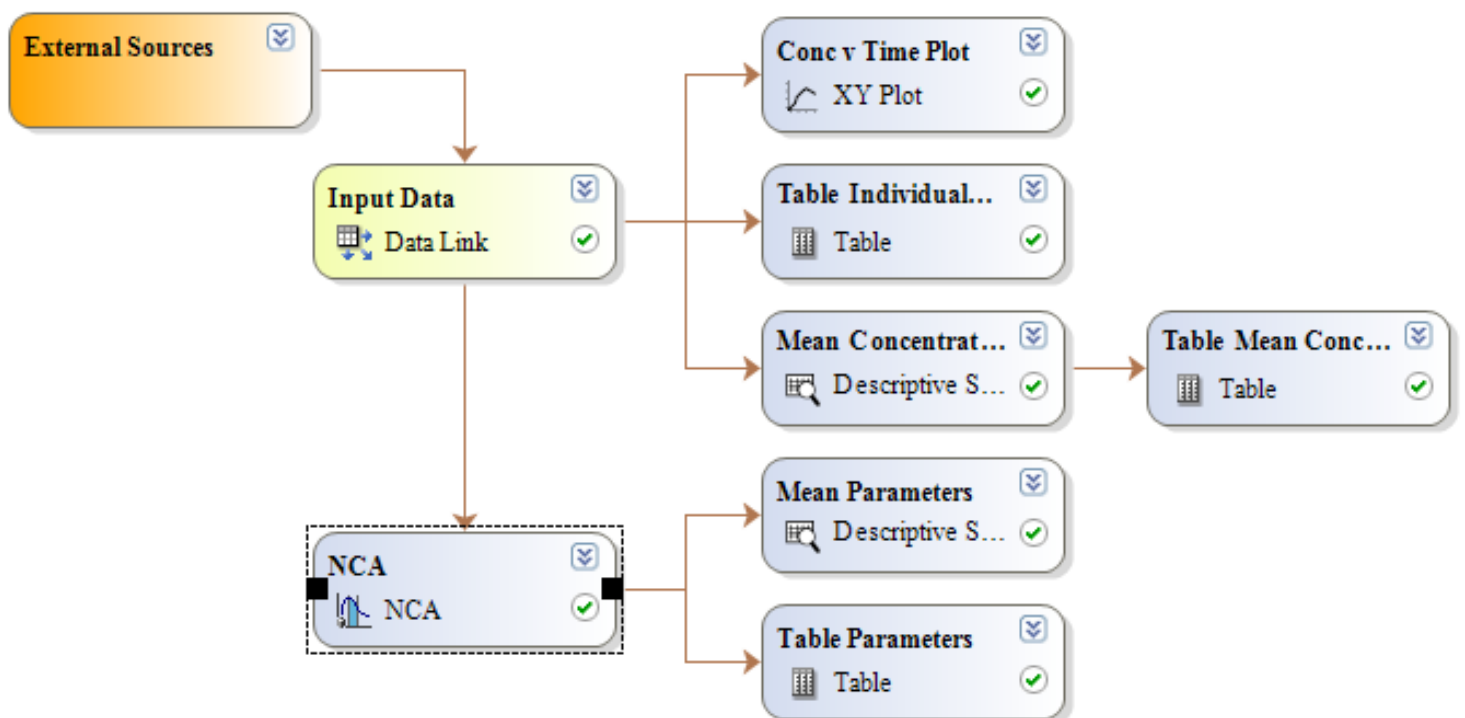 External Sources
Conc v Time Plot
XY Plot
Input Data
Data Link
Table Individual...
Table
Mean Concentrat...
Descriptive S...
Table Mean Conc...
Table
NCA
NCA
Mean Parameters
Descriptive S...
Table Parameters
Table